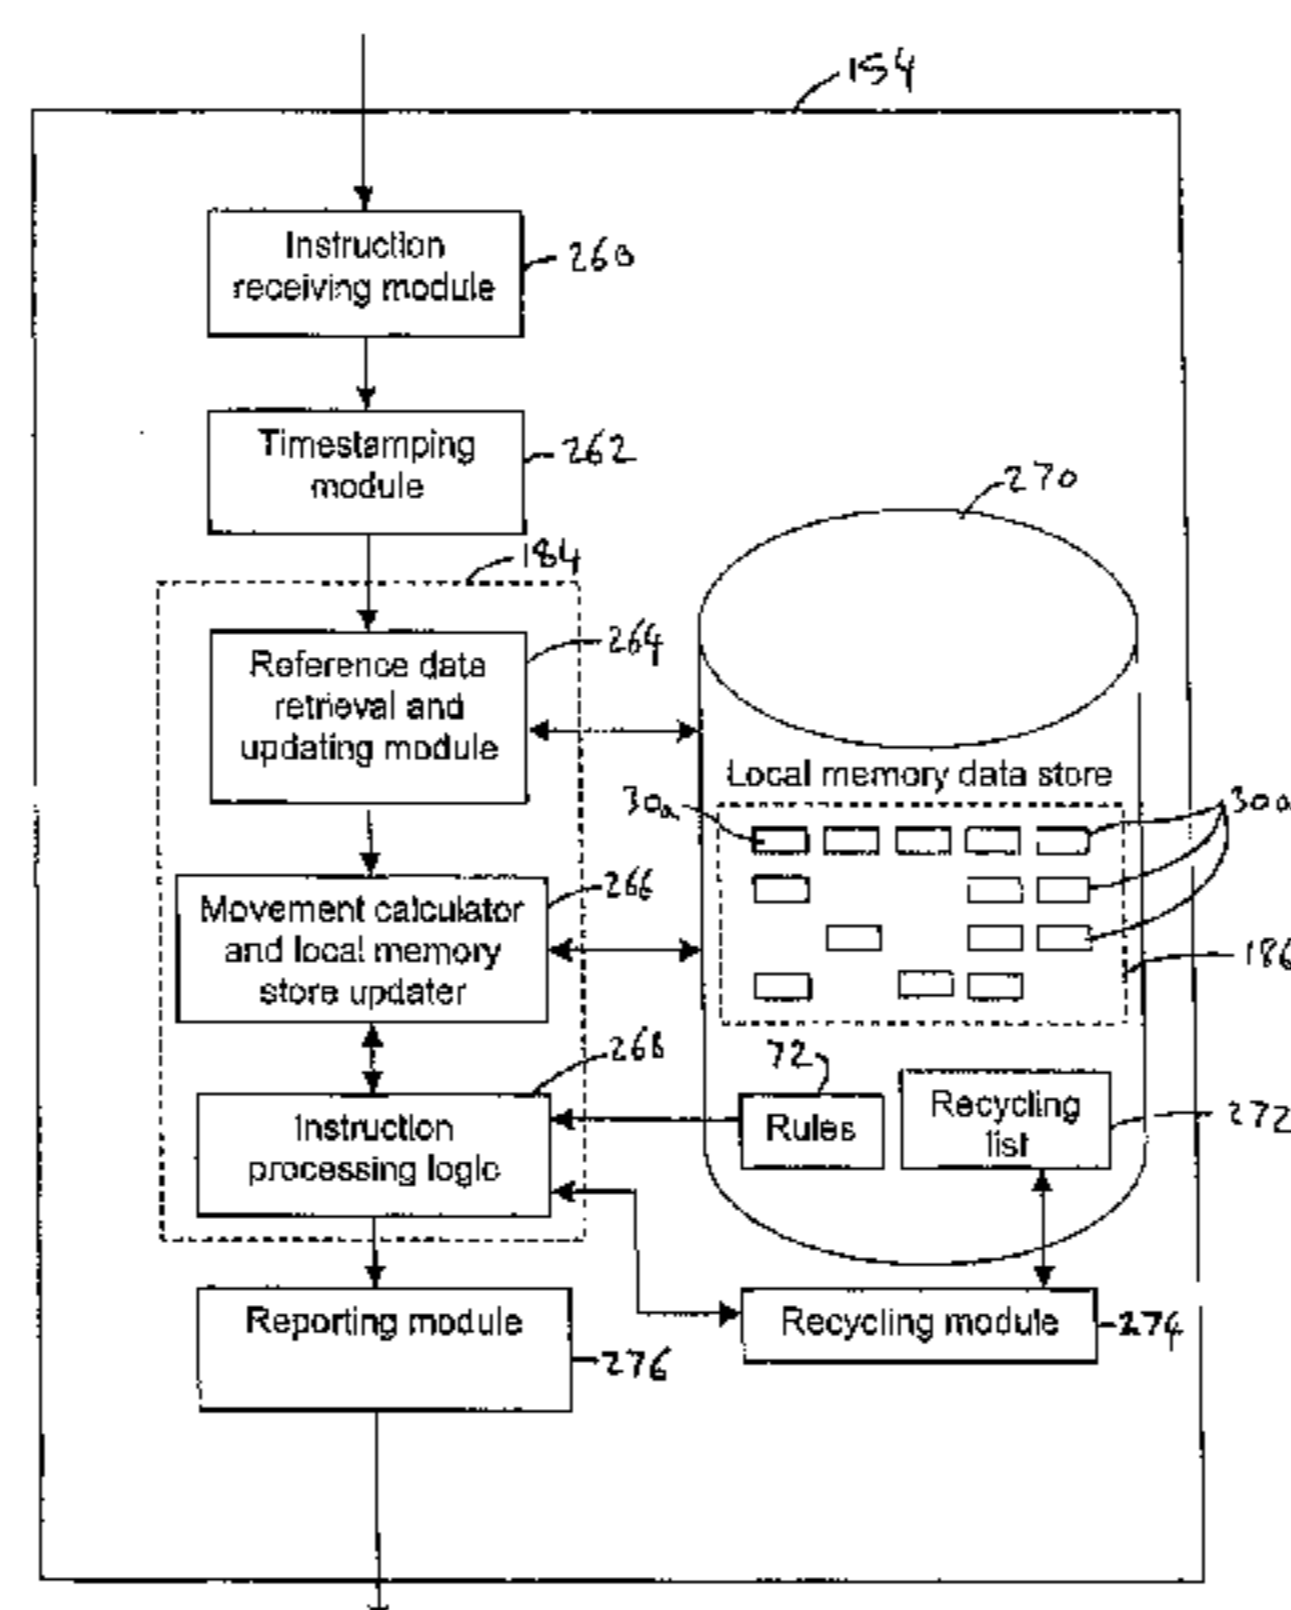 154
Instruction
receiving module
260
Timestamping
module
262
184
270
Reference data
retrieval and
updating module
264
Local memory data store
30a
30a
Movement calculator
and local memory
store updater
266
186
Instruction
processing logic
268
72
Rules
Recycling
list
272
Reporting module
276
Recycling module
274